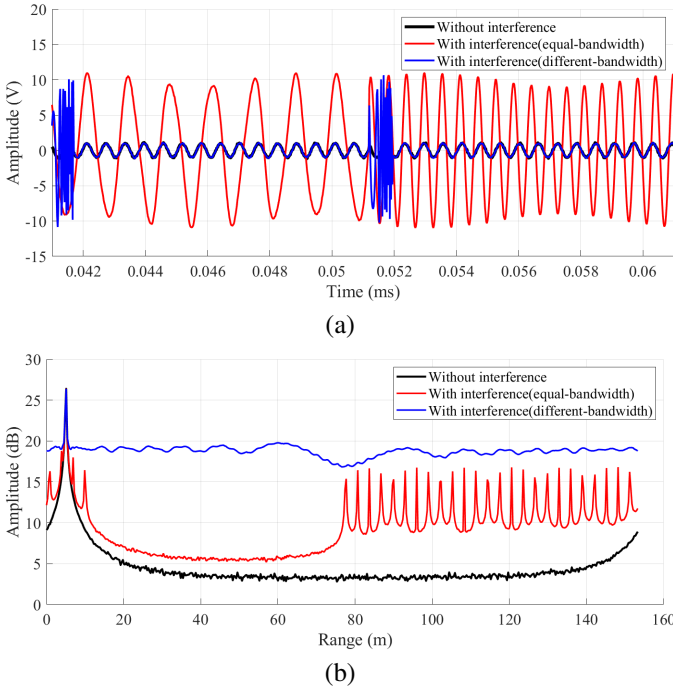 20
15
10
5
0
-5
-10
-15
Amplitude (V)
Without interference
With interference(equal-bandwidth)
With interference(different-bandwidth)
0.042 0.044 0.046 0.048 0.05 0.052 0.054 0.056 0.058 0.06
Time (ms)
(a)
30
25
20
15
10
5
0
Amplitude (dB)
Without interference
With interference(equal-bandwidth)
With interference(different-bandwidth)
0 20 40 60 80 100 120 140 160
Range (m)
(b)